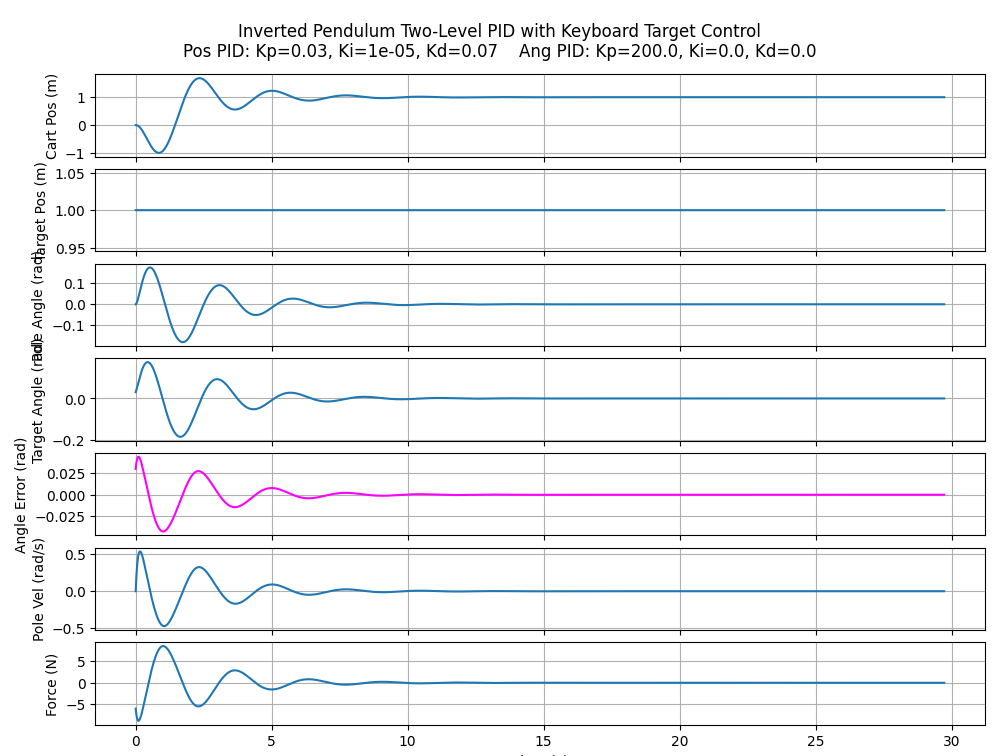 Inverted Pendulum Two-Level PID with Keyboard Target Control
Pos PID: Kp=0.03, Ki=1e-05, Kd=0.07    Ang PID: Kp=200.0, Ki=0.0, Kd=0.0
Cart Pos (m)
1
0
−1
Target Pos (m)
1.05
1.00
0.95
Pole Angle (rad)
0.1
0.0
−0.1
Target Angle (rad)
0.0
−0.2
Angle Error (rad)
0.025
0.000
−0.025
Pole Vel (rad/s)
0.5
0.0
−0.5
Force (N)
5
0
−5
0 5 10 15 20 25 30